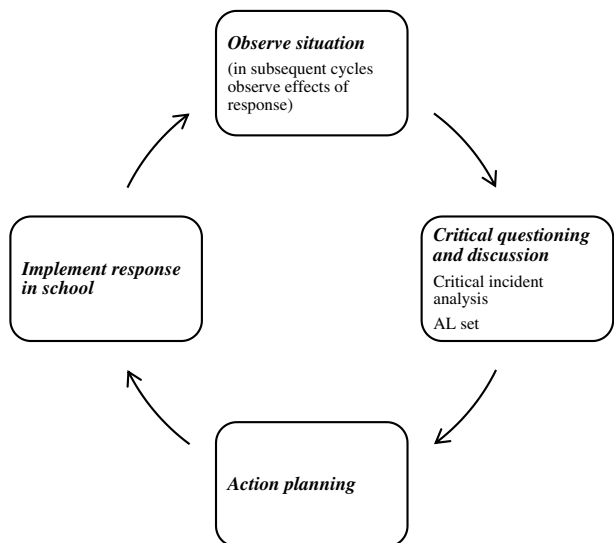 Observe situation
(in subsequent cycles
observe effects of
response)
Critical questioning
and discussion
Critical incident
analysis
AL set
Implement response
in school
Action planning